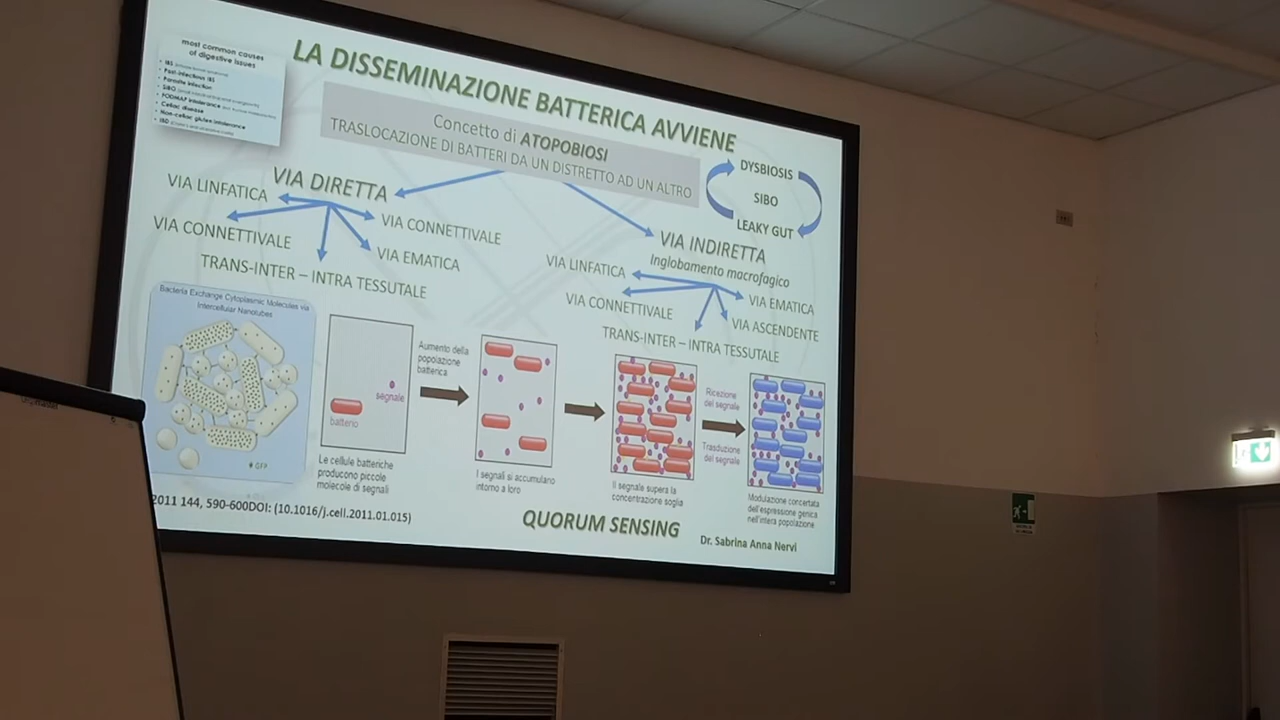 most common causes
of digestive issues
• IBS
• Post-infectious IBS
• Parasite infection
• SIBO
• FODMAP intolerance
• Celiac disease
• Non-celiac gluten intolerance
• IBD
LA DISSEMINAZIONE BATTERICA AVVIENE
Concetto di ATOPOBIOSI
TRASLOCAZIONE DI BATTERI DA UN DISTRETTO AD UN ALTRO
DYSBIOSIS
SIBO
LEAKY GUT
VIA DIRETTA
VIA LINFATICA
VIA CONNETTIVALE
VIA CONNETTIVALE
VIA EMATICA
TRANS-INTER – INTRA TESSUTALE
VIA INDIRETTA
Inglobamento macrofagico
VIA LINFATICA
VIA CONNETTIVALE
VIA EMATICA
VIA ASCENDENTE
TRANS-INTER – INTRA TESSUTALE
Bacteria Exchange Cytoplasmic Molecules via
Intercellular Nanotubes
GFP
segnale
batterio
Le cellule batteriche
producono piccole
molecole di segnali
Aumento della
popolazione
batterica
I segnali si accumulano
intorno a loro
Il segnale supera la
concentrazione soglia
Ricezione
del segnale
Trasduzione
del segnale
Modulazione concertata
dell'espressione genica
nell'intera popolazione
2011 144, 590-600DOI: (10.1016/j.cell.2011.01.015)
QUORUM SENSING
Dr. Sabrina Anna Nervi